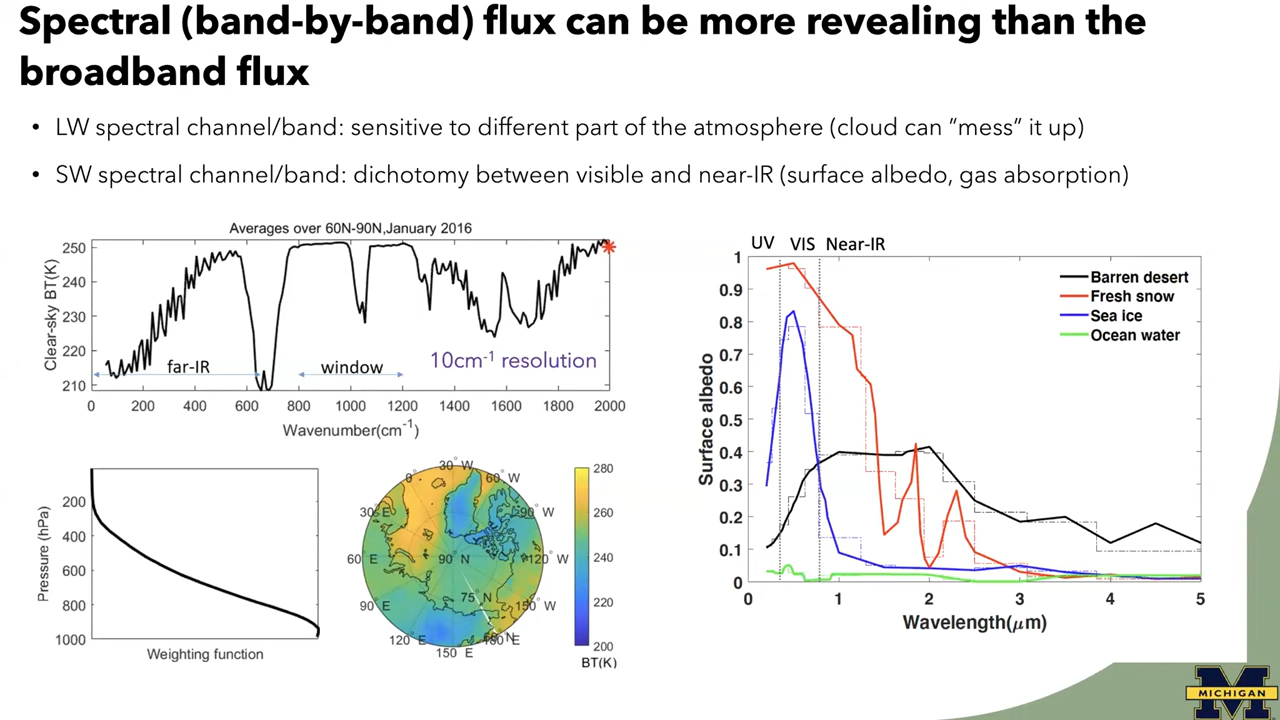 Spectral (band-by-band) flux can be more revealing than the
broadband flux
• LW spectral channel/band: sensitive to different part of the atmosphere (cloud can ”mess“ it up)
• SW spectral channel/band: dichotomy between visible and near-IR (surface albedo, gas absorption)
Averages over 60N-90N,January 2016
Clear-sky BT(K)
250
240
230
220
210
far-IR
window
10cm-1 resolution
0 200 400 600 800 1000 1200 1400 1600 1800 2000
Wavenumber(cm-1)
Pressure (hPa)
200
400
600
800
1000
Weighting function
30° W
0°
60° W
30° E
90° W
60° E
90° N
120° W
75° N
90° E
150° W
60° N
120° E
180° E
150° E
280
260
240
220
200
BT(K)
UV VIS Near-IR
Surface albedo
1
0.9
0.8
0.7
0.6
0.5
0.4
0.3
0.2
0.1
0
Barren desert
Fresh snow
Sea ice
Ocean water
0 1 2 3 4 5
Wavelength(μm)
MICHIGAN